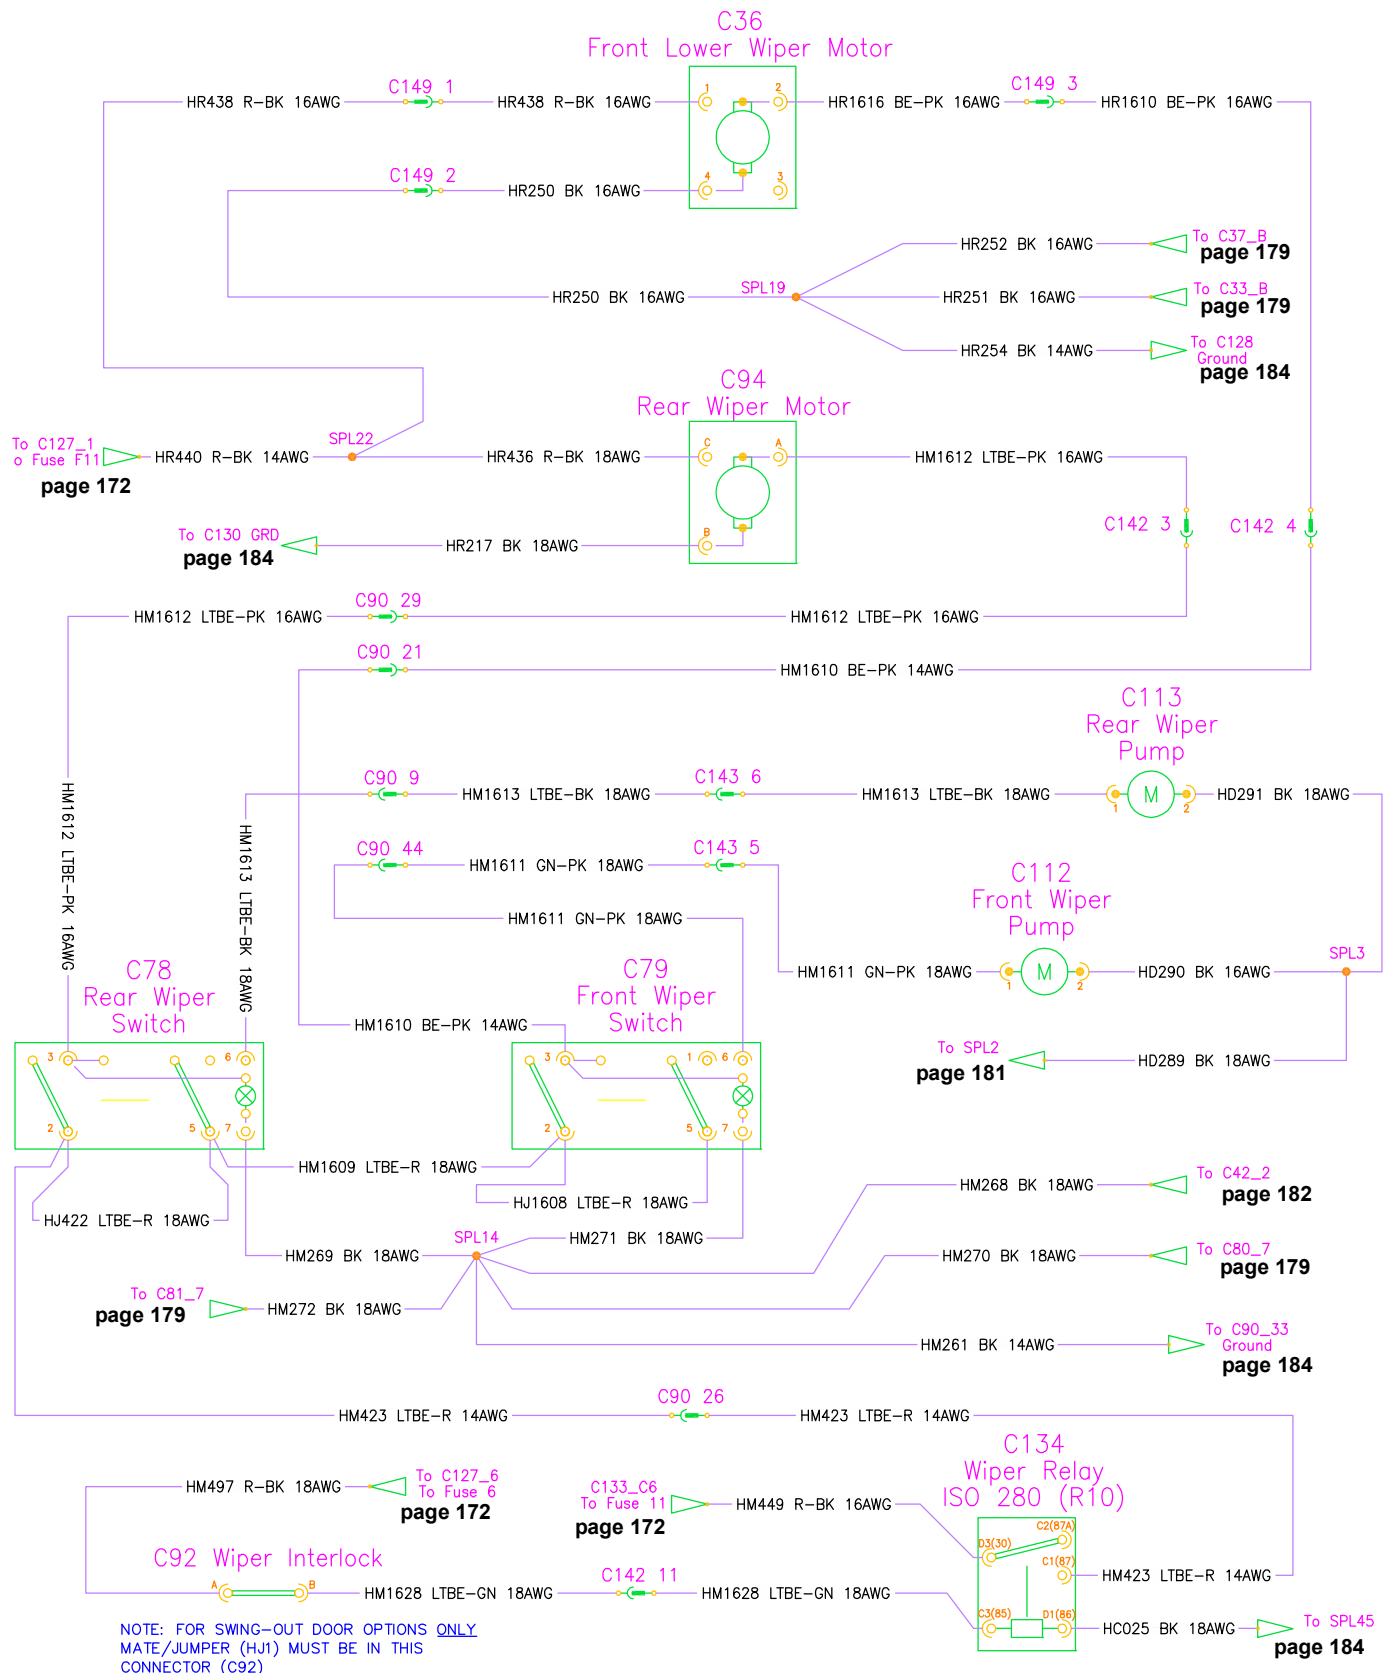 C36
Front Lower Wiper Motor
C149 1
C149 3
HR438 R-BK 16AWG
HR438 R-BK 16AWG
1
2
HR1616 BE-PK 16AWG
HR1610 BE-PK 16AWG
C149 2
HR250 BK 16AWG
4
3
HR252 BK 16AWG
To C37_B
page 179
HR250 BK 16AWG
SPL19
HR251 BK 16AWG
To C33_B
page 179
HR254 BK 14AWG
To C128
Ground
page 184
C94
Rear Wiper Motor
To C127_1
o Fuse F11
page 172
HR440 R-BK 14AWG
SPL22
HR436 R-BK 18AWG
C
A
HM1612 LTBE-PK 16AWG
C142 3
C142 4
To C130 GRD
page 184
HR217 BK 18AWG
B
HM1612 LTBE-PK 16AWG
C90 29
HM1612 LTBE-PK 16AWG
C90 21
HM1610 BE-PK 14AWG
C113
Rear Wiper
Pump
C90 9
HM1613 LTBE-BK 18AWG
C143 6
HM1613 LTBE-BK 18AWG
1
M
2
HD291 BK 18AWG
HM1612 LTBE-PK 16AWG
HM1613 LTBE-BK 18AWG
C90 44
HM1611 GN-PK 18AWG
C143 5
C112
Front Wiper
Pump
HM1611 GN-PK 18AWG
HM1611 GN-PK 18AWG
1
M
2
HD290 BK 16AWG
SPL3
C78
Rear Wiper
Switch
C79
Front Wiper
Switch
HM1610 BE-PK 14AWG
To SPL2
page 181
HD289 BK 18AWG
3
6
2
5
7
3
1
6
2
5
7
HM1609 LTBE-R 18AWG
HJ422 LTBE-R 18AWG
HJ1608 LTBE-R 18AWG
HM268 BK 18AWG
To C42_2
page 182
SPL14
HM271 BK 18AWG
HM269 BK 18AWG
HM270 BK 18AWG
To C80_7
page 179
To C81_7
page 179
HM272 BK 18AWG
HM261 BK 14AWG
To C90_33
Ground
page 184
HM423 LTBE-R 14AWG
C90 26
HM423 LTBE-R 14AWG
C134
Wiper Relay
ISO 280 (R10)
HM497 R-BK 18AWG
To C127_6
To Fuse 6
page 172
C133_C6
To Fuse 11
page 172
HM449 R-BK 16AWG
C2(87A)
D3(30)
C1(87)
HM423 LTBE-R 14AWG
C92 Wiper Interlock
A
B
HM1628 LTBE-GN 18AWG
C142 11
HM1628 LTBE-GN 18AWG
C3(85)
D1(86)
HC025 BK 18AWG
To SPL45
page 184
NOTE: FOR SWING-OUT DOOR OPTIONS ONLY
MATE/JUMPER (HJ1) MUST BE IN THIS
CONNECTOR (C92)